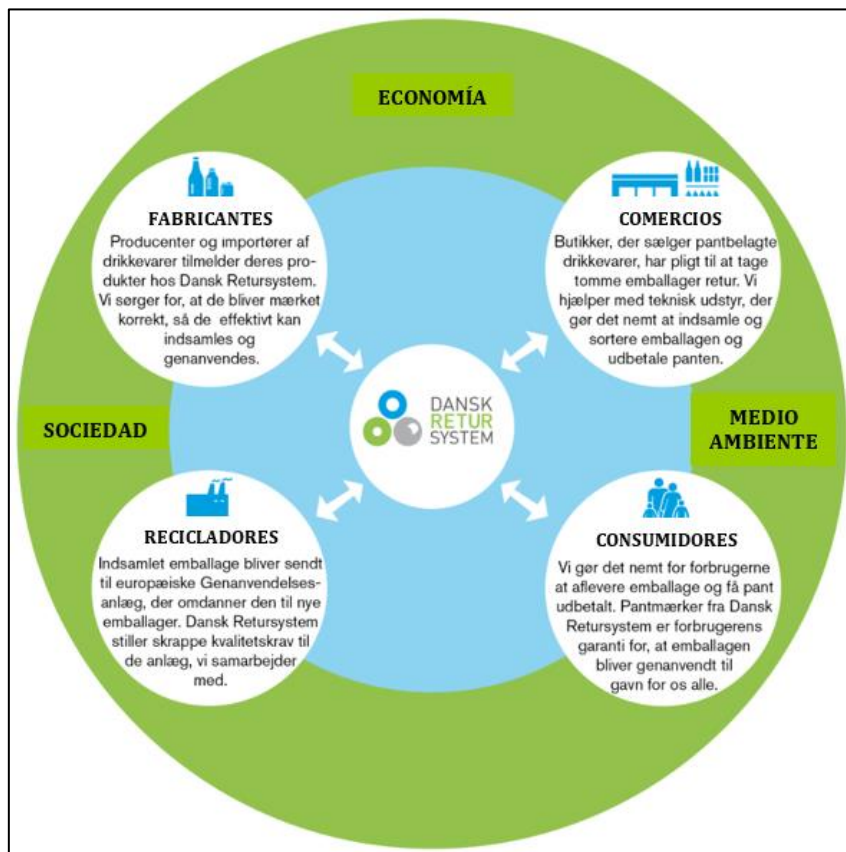 ECONOMÍA
FABRICANTES
Producenter og importører af
drikkevarer tilmelder deres pro-
dukter hos Dansk Retursystem.
Vi sørger for, at de bliver mærket
korrekt, så de effektivt kan
indsamles og
genanvendes.
COMERCIOS
Butikker, der sælger pantbelagte
drikkevarer, har pligt til at tage
tomme emballager retur. Vi
hjælper med teknisk udstyr, der
gør det nemt at indsamle og
sortere emballagen og
udbetale panten.
SOCIEDAD
DANSK
RETUR
SYSTEM
MEDIO
AMBIENTE
RECICLADORES
Indsamlet emballage bliver sendt
til europæiske Genanvendelses-
anlæg, der omdanner den til nye
emballager. Dansk Retursystem
stiller skrappe kvalitetskrav til
de anlæg, vi samarbejder
med.
CONSUMIDORES
Vi gør det nemt for forbrugerne
at aflevere emballage og få pant
udbetalt. Pantmærker fra Dansk
Retursystem er forbrugerens
garanti for, at emballagen
bliver genanvendt til
gavn for os alle.